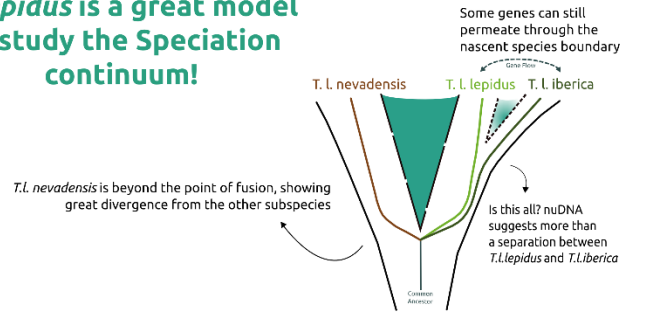 pidus is a great model
study the Speciation
continuum!
Some genes can still
permeate through the
nascent species boundary
Gene Flow
T. l. nevadensis
T. l. lepidus
T. l. iberica
T.l. nevadensis is beyond the point of fusion, showing
great divergence from the other subspecies
Is this all? nuDNA
suggests more than
a separation between
T.l.lepidus and T.l.iberica
Common
Ancestor